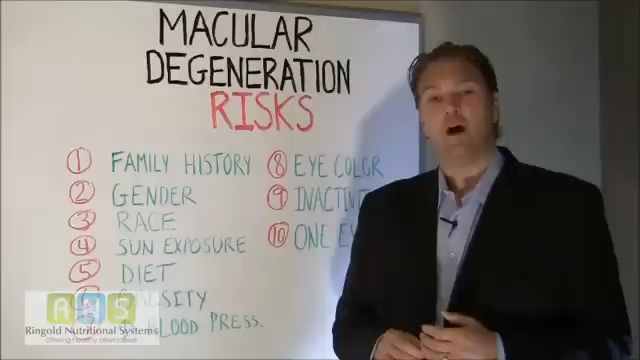 MACULAR
DEGENERATION
RISKS
1 FAMILY HISTORY
2 GENDER
3 RACE
4 SUN EXPOSURE
5 DIET
6 OBESITY
BLOOD PRESS.
8 EYE COLOR
9
10 ONE
RNS
Ringold Nutritional Systems
offering healthy alternatives